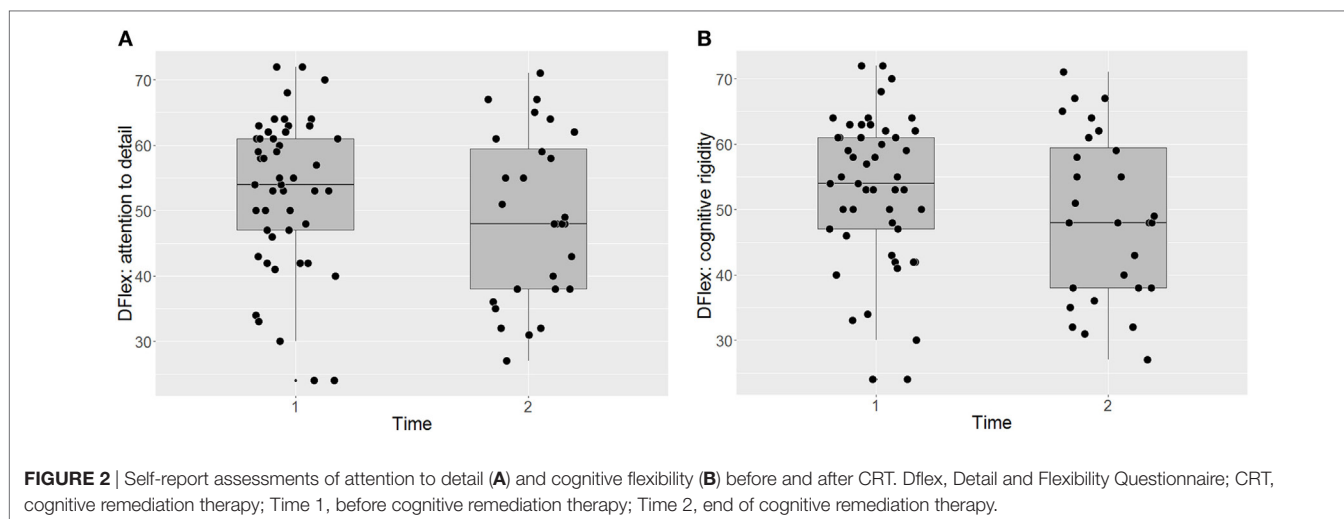 A
DFlex: attention to detail
70
60
50
40
30
1
2
Time
B
DFlex: cognitive rigidity
70
60
50
40
30
1
2
Time
FIGURE 2 | Self-report assessments of attention to detail (A) and cognitive flexibility (B) before and after CRT. Dflex, Detail and Flexibility Questionnaire; CRT,
cognitive remediation therapy; Time 1, before cognitive remediation therapy; Time 2, end of cognitive remediation therapy.